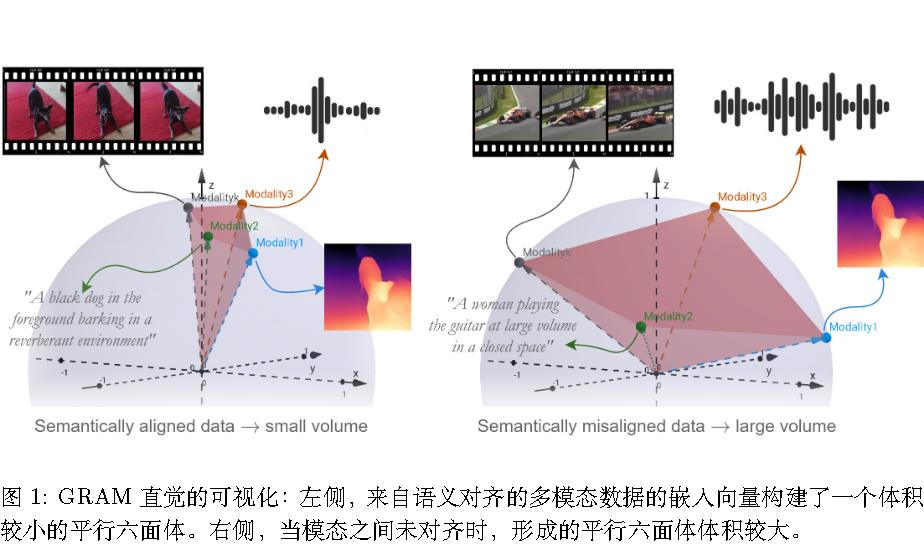 z
1
Modalityk
Modality3
Modality2
Modality1
"A black dog in the
foreground barking in a
reverberant environment"
-1
-1
0
0
1
y
x
1
Semantically aligned data → small volume
z
1
Modality3
Modalityk
"A woman playing
the guitar at large volume
in a closed space"
Modality2
Modality1
-1
-1
0
0
y
x
1
Semantically misaligned data → large volume
图 1: GRAM 直觉的可视化：左侧, 来自语义对齐的多模态数据的嵌入向量构建了一个体积
较小的平行六面体。右侧, 当模态之间未对齐时, 形成的平行六面体体积较大。